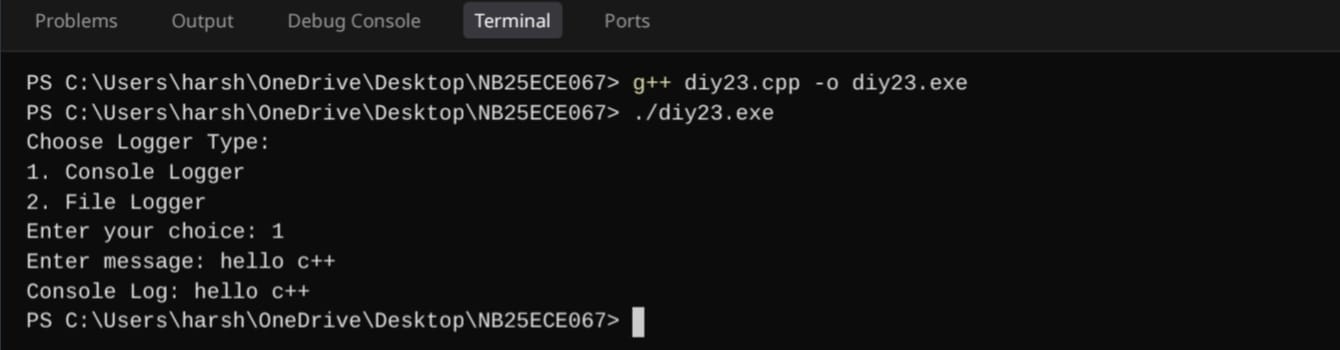 Problems Output Debug Console Terminal Ports
PS C:\Users\harsh\OneDrive\Desktop\NB25ECE067> g++ diy23.cpp -o diy23.exe
PS C:\Users\harsh\OneDrive\Desktop\NB25ECE067> ./diy23.exe
Choose Logger Type:
1. Console Logger
2. File Logger
Enter your choice: 1
Enter message: hello c++
Console Log: hello c++
PS C:\Users\harsh\OneDrive\Desktop\NB25ECE067>